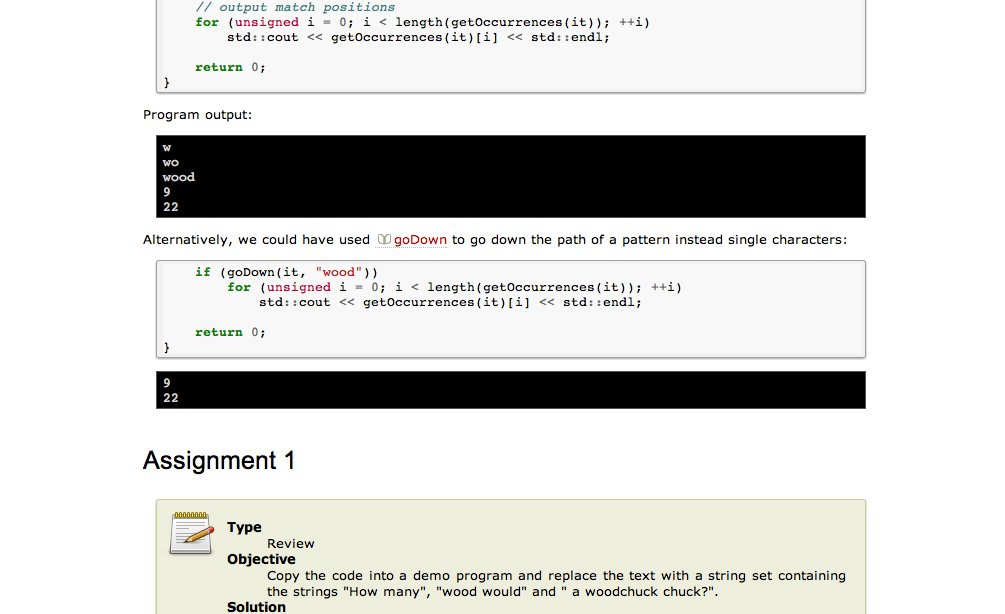 // output match positions
for (unsigned i = 0; i < length(getOccurrences(it)); ++i)
std::cout << getOccurrences(it)[i] << std::endl;
return 0;
}
Program output:
w
wo
wood
9
22
Alternatively, we could have used goDown to go down the path of a pattern instead single characters:
if (goDown(it, "wood"))
for (unsigned i = 0; i < length(getOccurrences(it)); ++i)
std::cout << getOccurrences(it)[i] << std::endl;
return 0;
}
9
22
Assignment 1
Type
Review
Objective
Copy the code into a demo program and replace the text with a string set containing
the strings "How many", "wood would" and " a woodchuck chuck?".
Solution